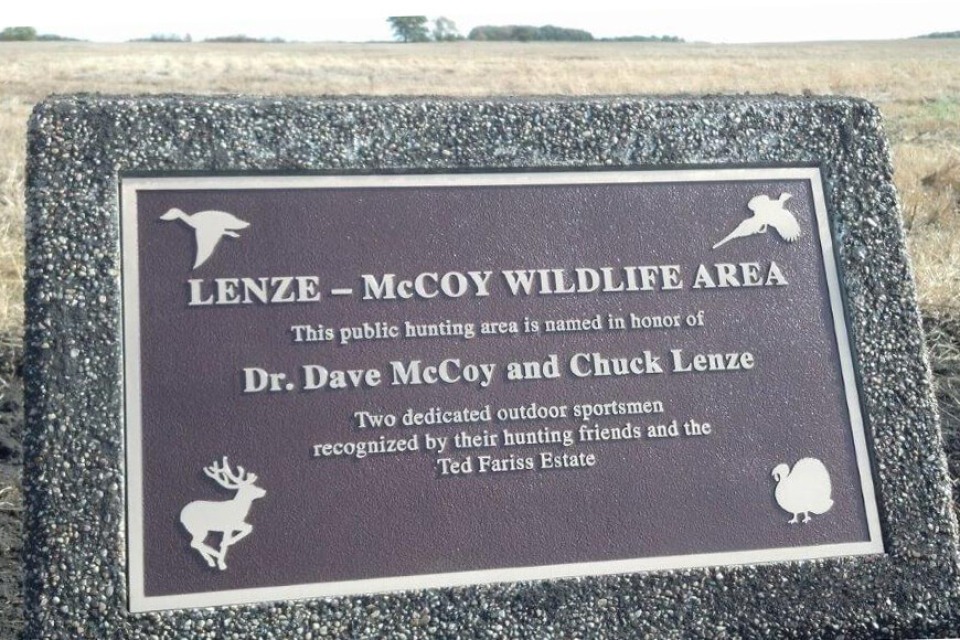 LENZE – McCOY WILDLIFE AREA
This public hunting area is named in honor of
Dr. Dave McCoy and Chuck Lenze
Two dedicated outdoor sportsmen
recognized by their hunting friends and the
Ted Fariss Estate